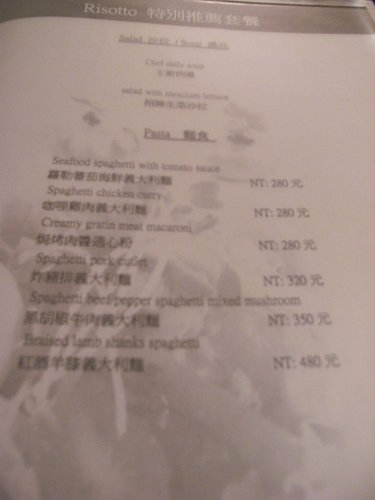 Risotto 特別推薦套餐
Salad 沙拉 / Soup 湯品
Chef daily soup
主廚例湯
salad with mesclun lettuce
招牌生菜沙拉
Pasta 麵食
Seafood spaghetti with tomato sauce
蘿勒蕃茄海鮮義大利麵 NT: 280 元
Spaghetti chicken curry
咖哩雞肉義大利麵 NT: 280 元
Creamy gratin meat macaroni
焗烤肉醬通心粉 NT: 280 元
Spaghetti pork cutlet
炸豬排義大利麵 NT: 320 元
Spaghetti beef pepper spaghetti mixed mushroom
黑胡椒牛肉義大利麵 NT: 350 元
Braised lamb shanks spaghetti
紅酒羊膝義大利麵 NT: 480 元